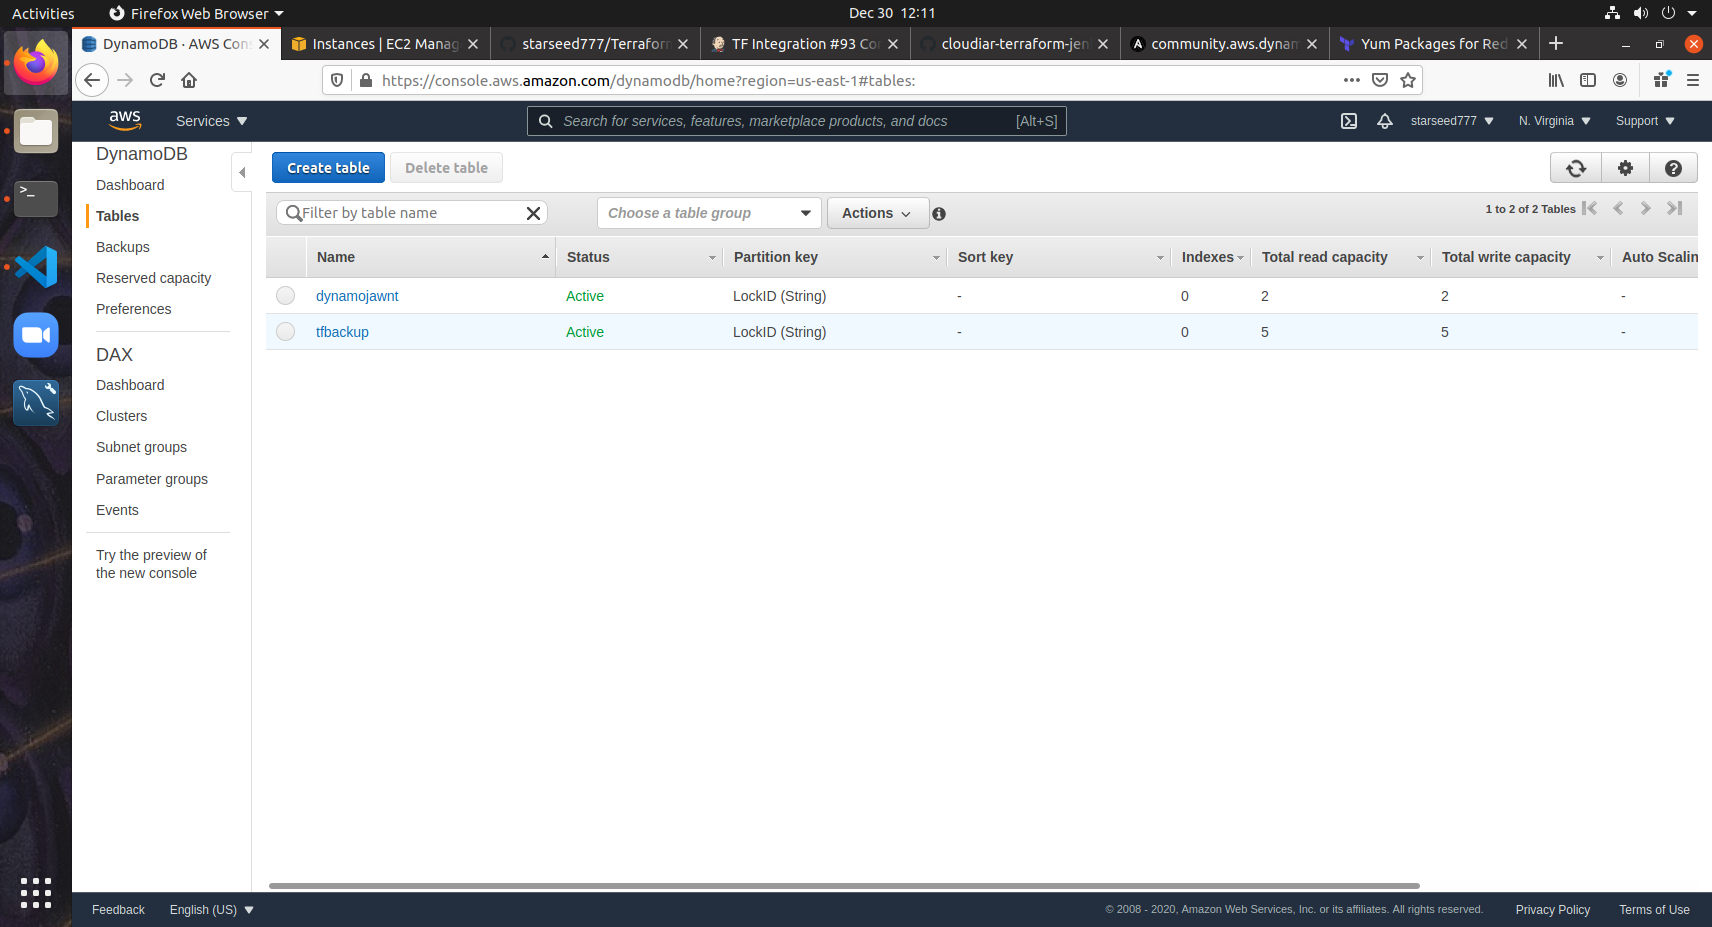 Activities Firefox Web Browser Dec 30 12:11
DynamoDB · AWS Con Instances | EC2 Manag starseed777/Terraform TF Integration #93 Co cloudiar-terraform-jen community.aws.dynam Yum Packages for Red
https://console.aws.amazon.com/dynamodb/home?region=us-east-1#tables:
aws Services Search for services, features, marketplace products, and docs [Alt+S] starseed777 N. Virginia Support
DynamoDB
Dashboard
Tables
Backups
Reserved capacity
Preferences
DAX
Dashboard
Clusters
Subnet groups
Parameter groups
Events
Try the preview of
the new console
Create table Delete table
Filter by table name Choose a table group Actions 1 to 2 of 2 Tables
Name Status Partition key Sort key Indexes Total read capacity Total write capacity Auto Scalin
dynamojawnt Active LockID (String) - 0 2 2 -
tfbackup Active LockID (String) - 0 5 5 -
Feedback English (US) © 2008 - 2020, Amazon Web Services, Inc. or its affiliates. All rights reserved. Privacy Policy Terms of Use